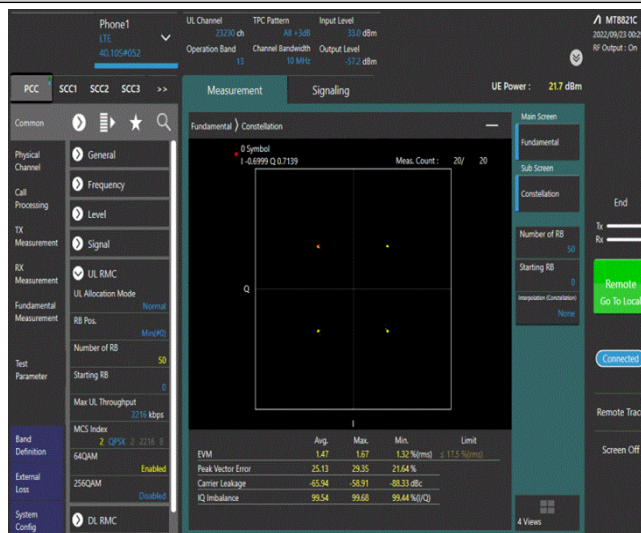 Phone1
LTE
40.105#052
UL Channel
23230 ch
TPC Pattern
All +3dB
Input Level
33.0 dBm
Operation Band
13
Channel Bandwidth
10 MHz
Output Level
-57.2 dBm
MT8821C
2022/09/23 00:29
RF Output : On
PCC
SCC1
SCC2
SCC3
>>
Measurement
Signaling
UE Power : 21.7 dBm
Common
Physical
Channel
Call
Processing
TX
Measurement
RX
Measurement
Fundamental
Measurement
Test
Parameter
Band
Definition
External
Loss
System
Config
General
Frequency
Level
Signal
UL RMC
UL Allocation Mode
Normal
RB Pos.
Min(#0)
Number of RB
50
Starting RB
0
Max UL Throughput
2216 kbps
MCS Index
2 QPSK 2 2216 8
64QAM
Enabled
256QAM
Disabled
DL RMC
Fundamental ) Constellation
0 Symbol
I -0.6999 Q 0.7139
Meas. Count : 20/ 20
Q
I
Avg. Max. Min. Limit
EVM 1.47 1.67 1.32 %(rms) ≤ 17.5 %(rms)
Peak Vector Error 25.13 29.35 21.64 %
Carrier Leakage -65.94 -58.91 -88.33 dBc
IQ Imbalance 99.54 99.68 99.44 %(I/Q)
Main Screen
Fundamental
Sub Screen
Constellation
Number of RB
50
Starting RB
0
Interpolation (Constellation)
None
4 Views
End
Tx
Rx
Remote
Go To Local
Connected
Remote Trac
Screen Off